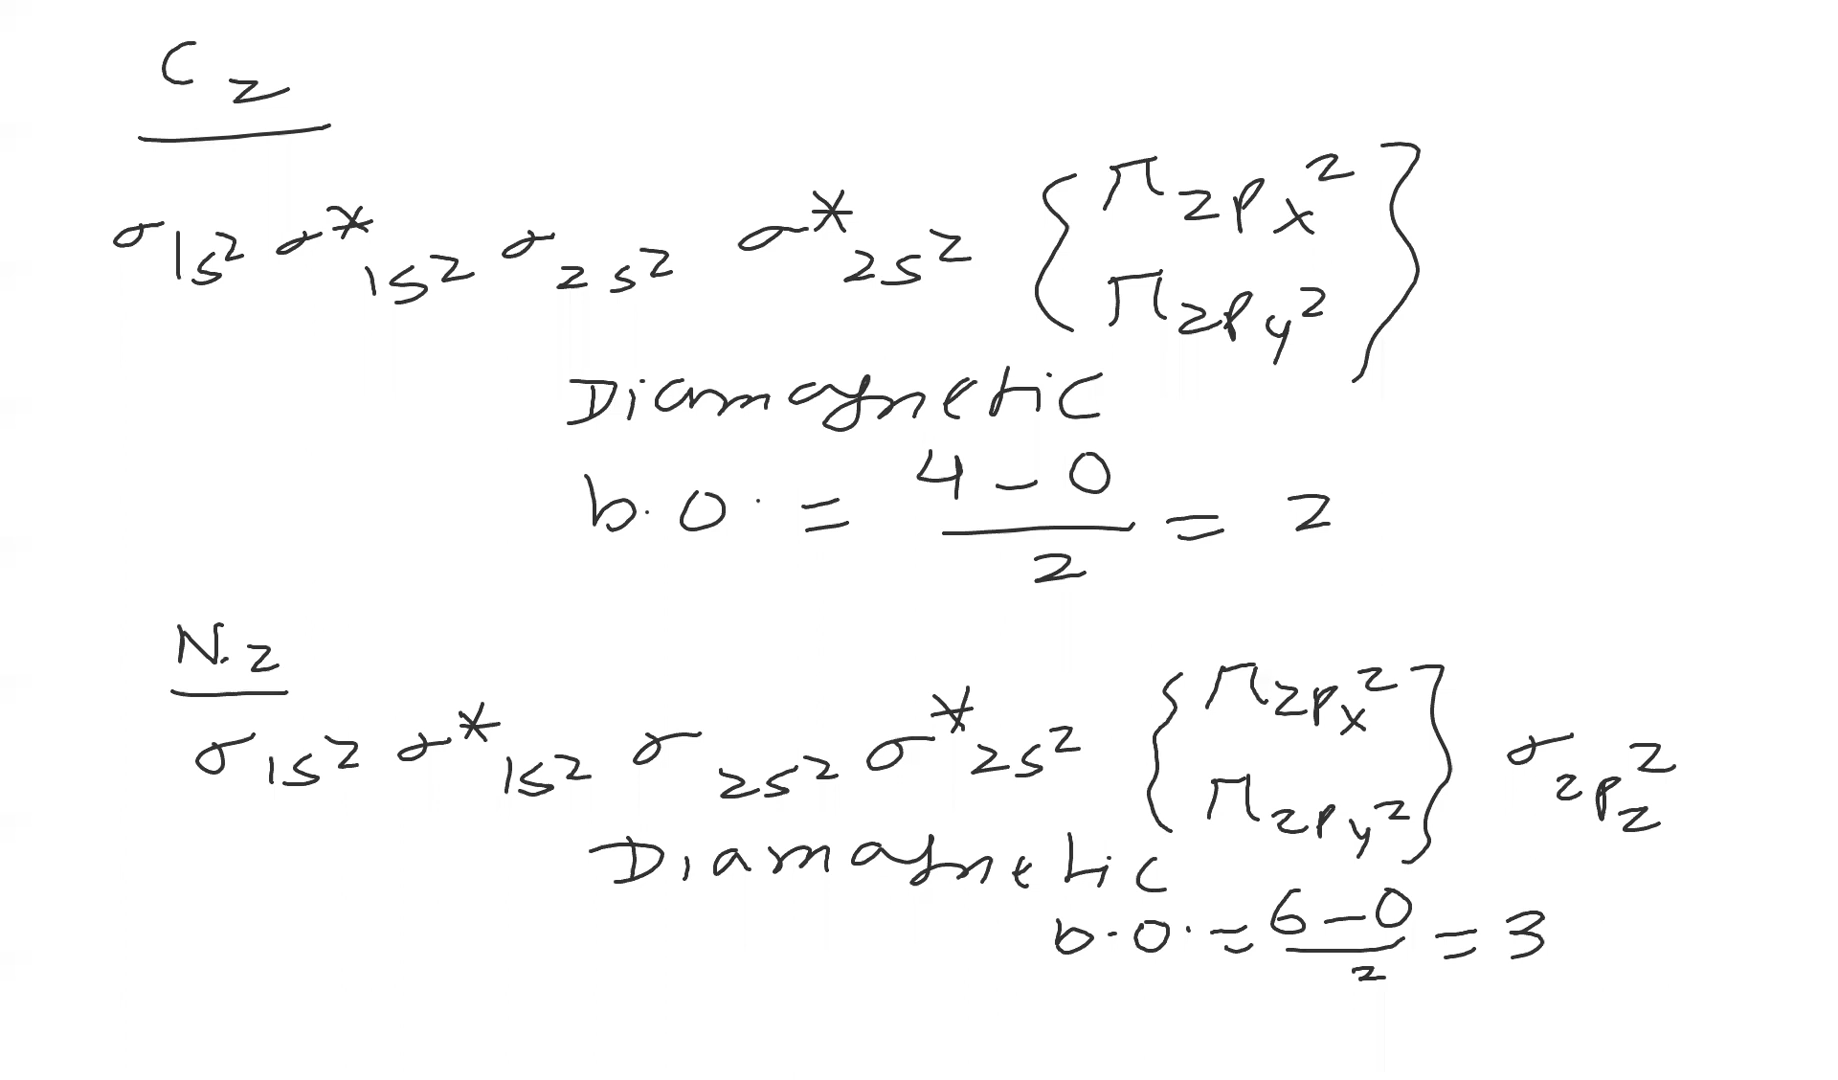 C2
σ1s² σ*1s² σ2s² σ*2s² {π2px² π2py²}
Diamagnetic
b.o. = 4-0/2 = 2
N2
σ1s² σ*1s² σ2s² σ*2s² {π2px² π2py²} σ2pz²
Diamagnetic
b.o. = 6-0/2 = 3